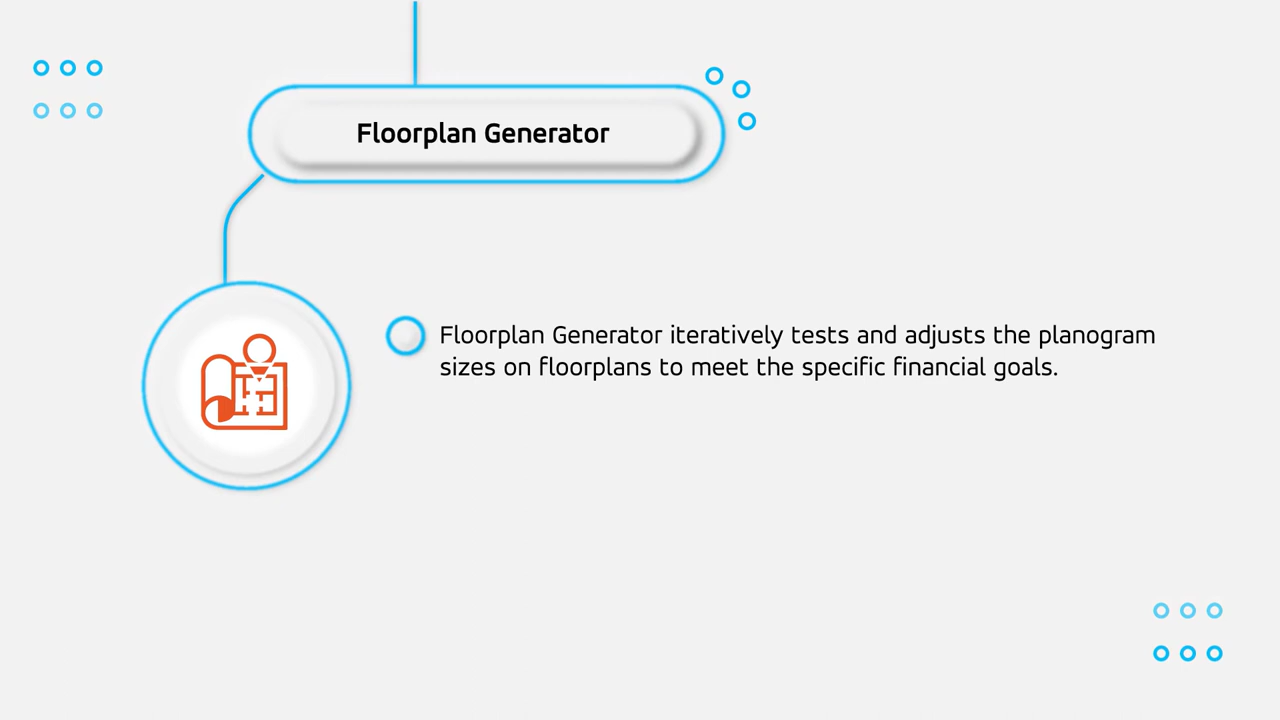 Floorplan Generator
Floorplan Generator iteratively tests and adjusts the planogram
sizes on floorplans to meet the specific financial goals.